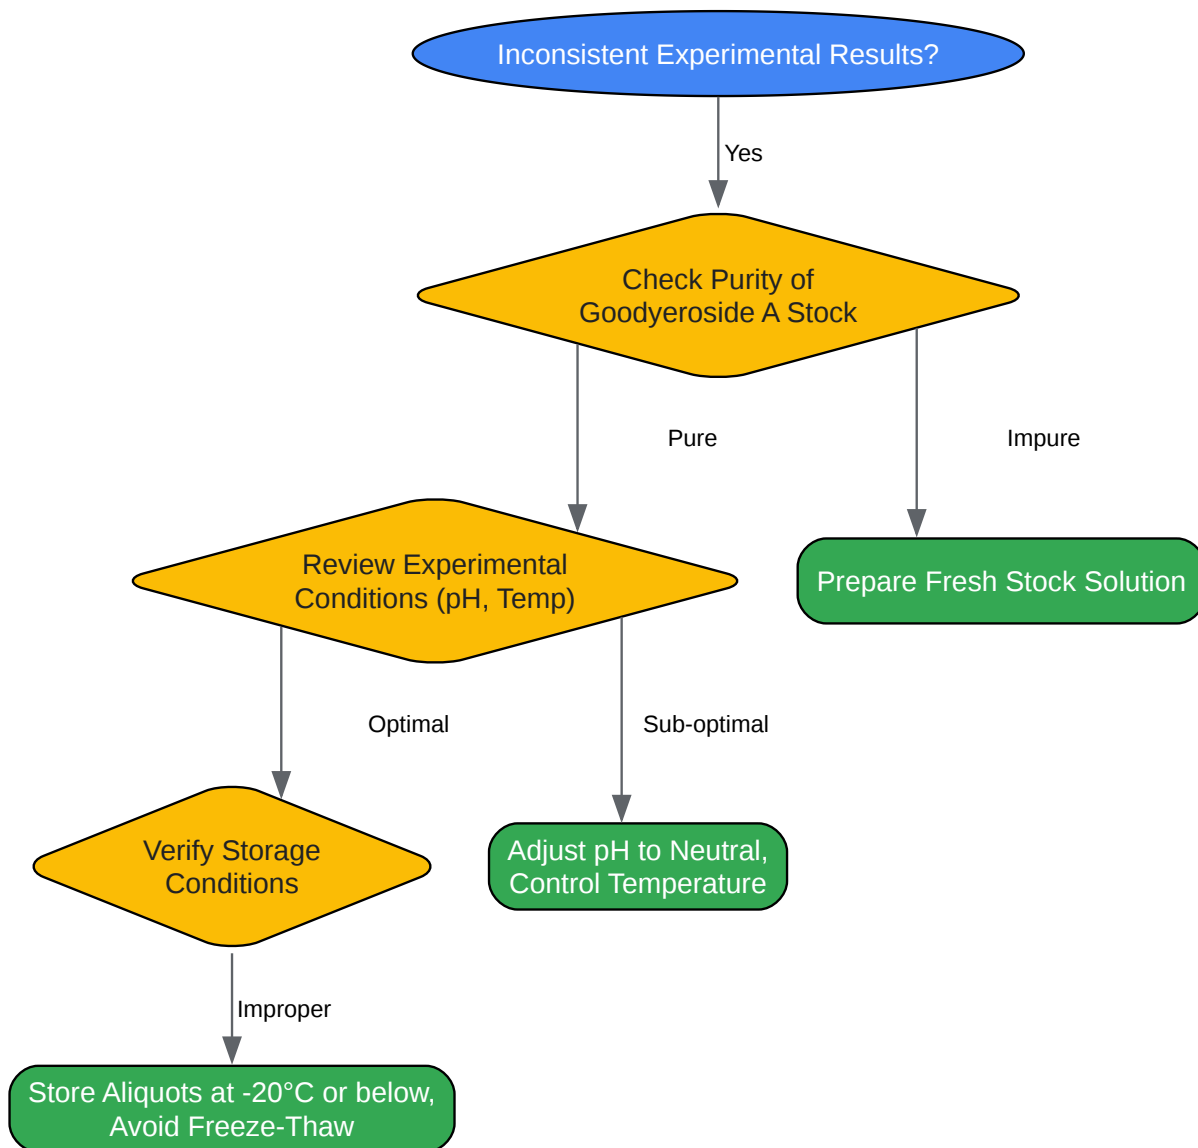 Inconsistent Experimental Results?
Yes
Check Purity of
Goodyeroside A Stock
Pure
Impure
Review Experimental
Conditions (pH, Temp)
Prepare Fresh Stock Solution
Optimal
Sub-optimal
Verify Storage
Conditions
Adjust pH to Neutral,
Control Temperature
Improper
Store Aliquots at -20°C or below,
Avoid Freeze-Thaw